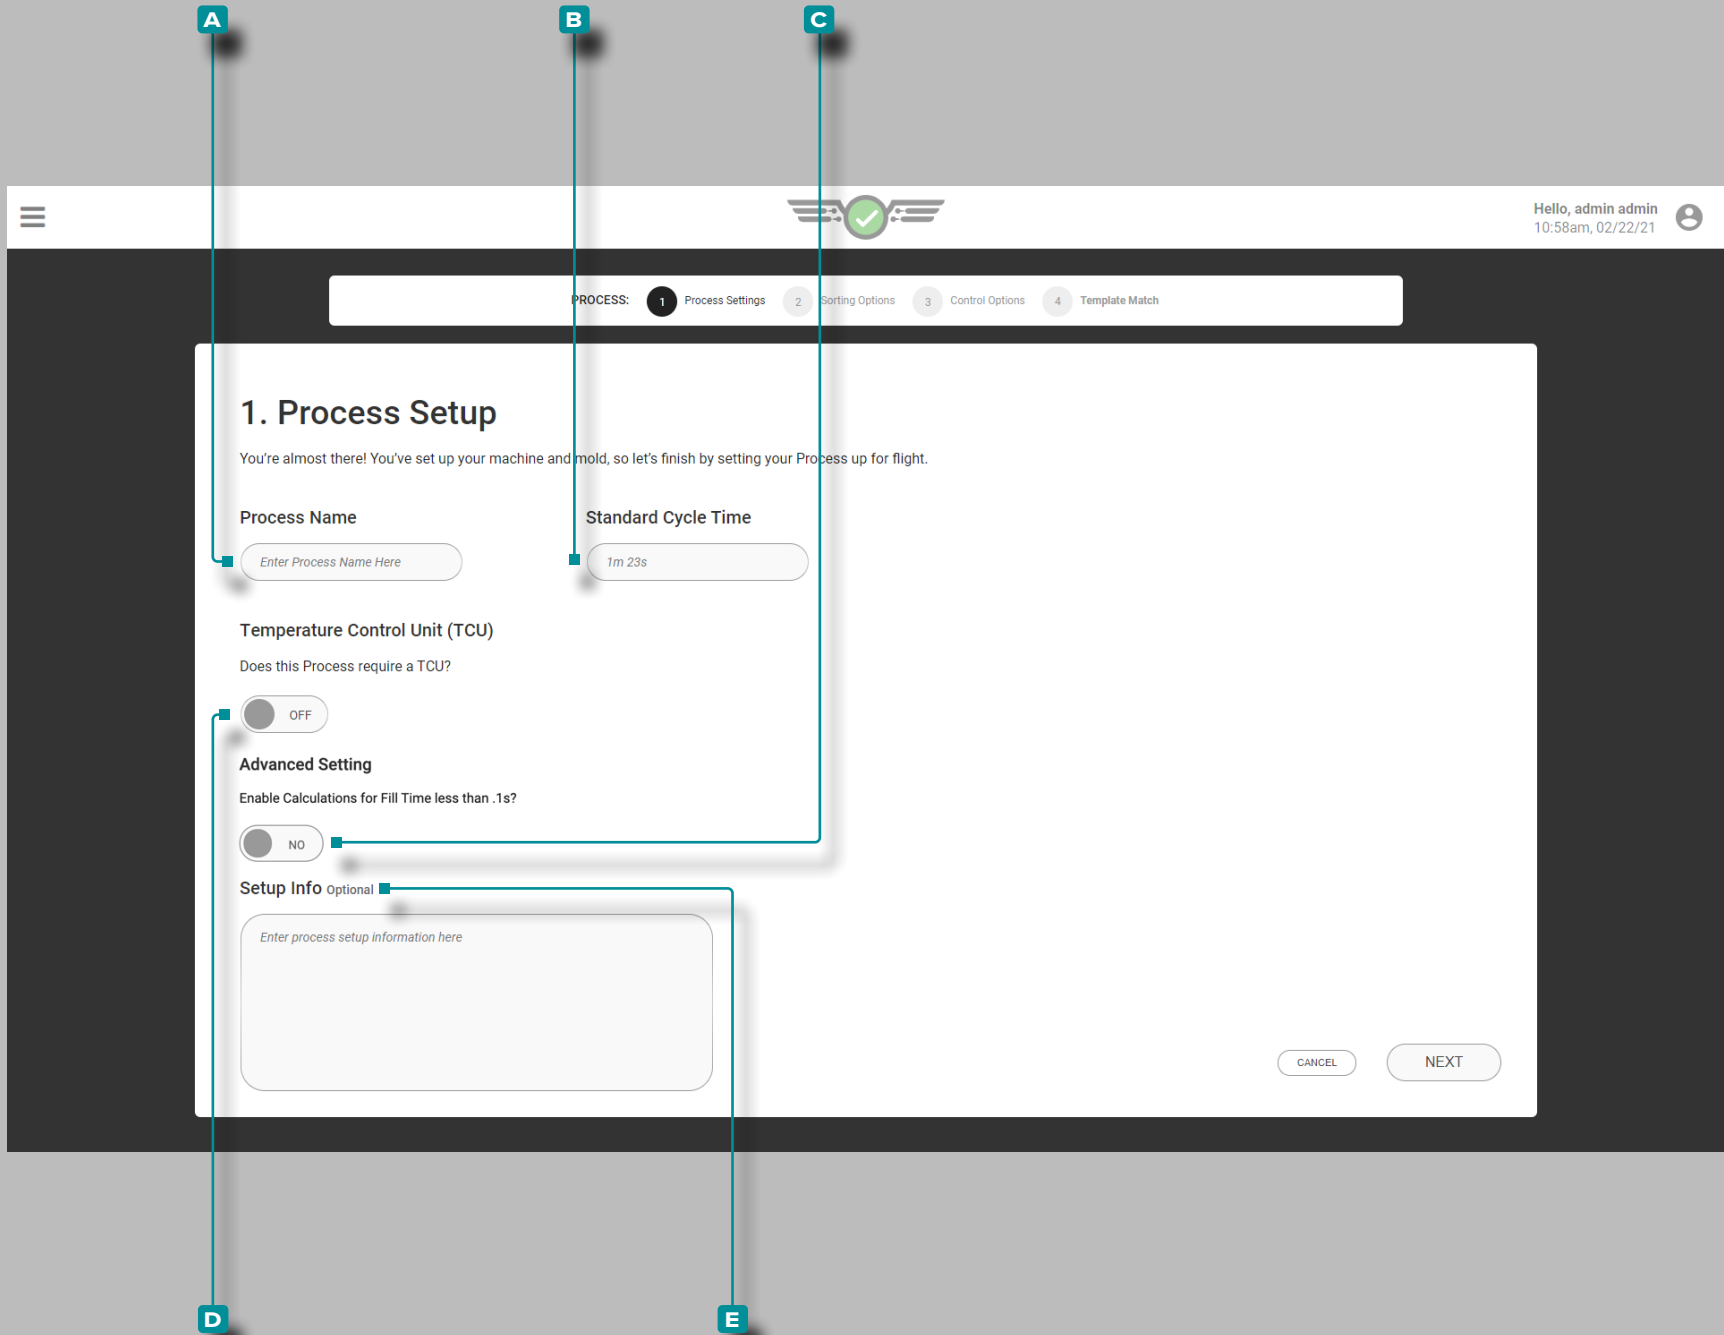 A
B
C
Hello, admin admin
10:58am, 02/22/21
PROCESS: 1 Process Settings 2 Sorting Options 3 Control Options 4 Template Match
1. Process Setup
You're almost there! You've set up your machine and mold, so let's finish by setting your Process up for flight.
Process Name
Standard Cycle Time
Enter Process Name Here
1m 23s
Temperature Control Unit (TCU)
Does this Process require a TCU?
OFF
Advanced Setting
Enable Calculations for Fill Time less than .1s?
NO
Setup Info Optional
Enter process setup information here
CANCEL
NEXT
D
E